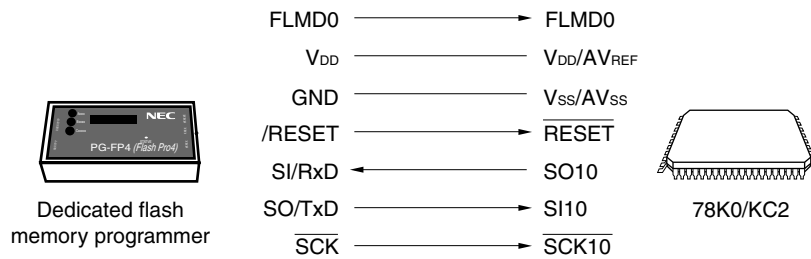 FLMD0 FLMD0
VDD VDD/AVREF
GND VSS/AVSS
/RESET RESET
SI/RxD SO10
SO/TxD SI10
SCK SCK10
NEC
PG-FP4 (Flash Pro4)
Dedicated flash
memory programmer
78K0/KC2